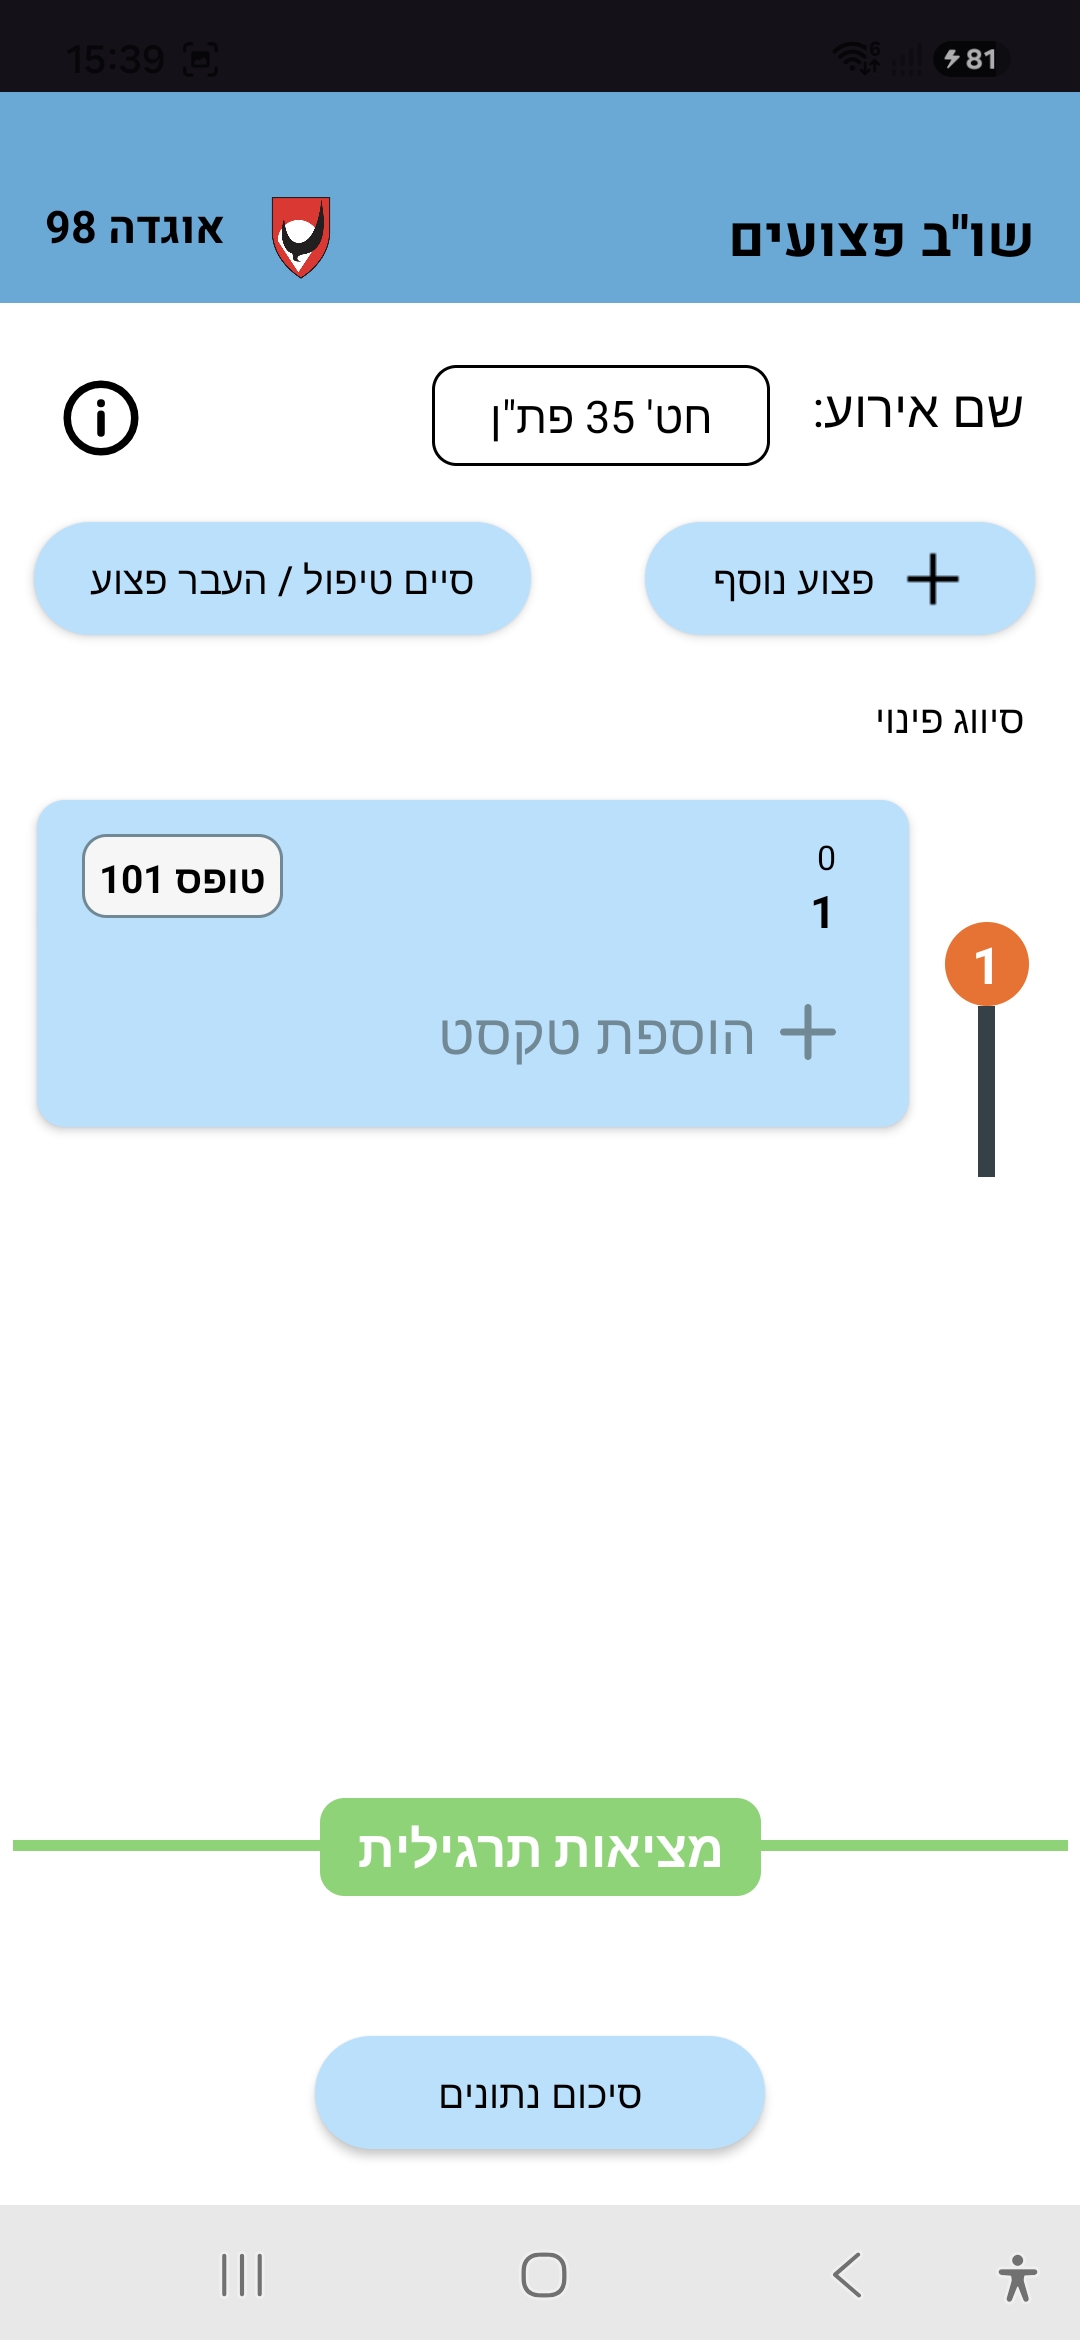 15:39
6
81
שו"ב פצועים
אוגדה 98
שם אירוע:
חט' 35 פת"ן
פצוע נוסף
סיים טיפול / העבר פצוע
סיווג פינוי
0
1
טופס 101
1
הוספת טקסט
מציאות תרגילית
סיכום נתונים